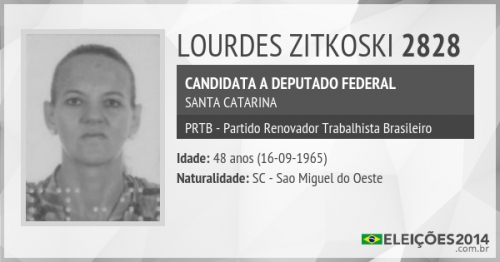 LOURDES ZITKOSKI 2828
CANDIDATA A DEPUTADO FEDERAL
SANTA CATARINA
PRTB - Partido Renovador Trabalhista Brasileiro
Idade: 48 anos (16-09-1965)
Naturalidade: SC - Sao Miguel do Oeste
ELEIÇÕES2014
.com.br